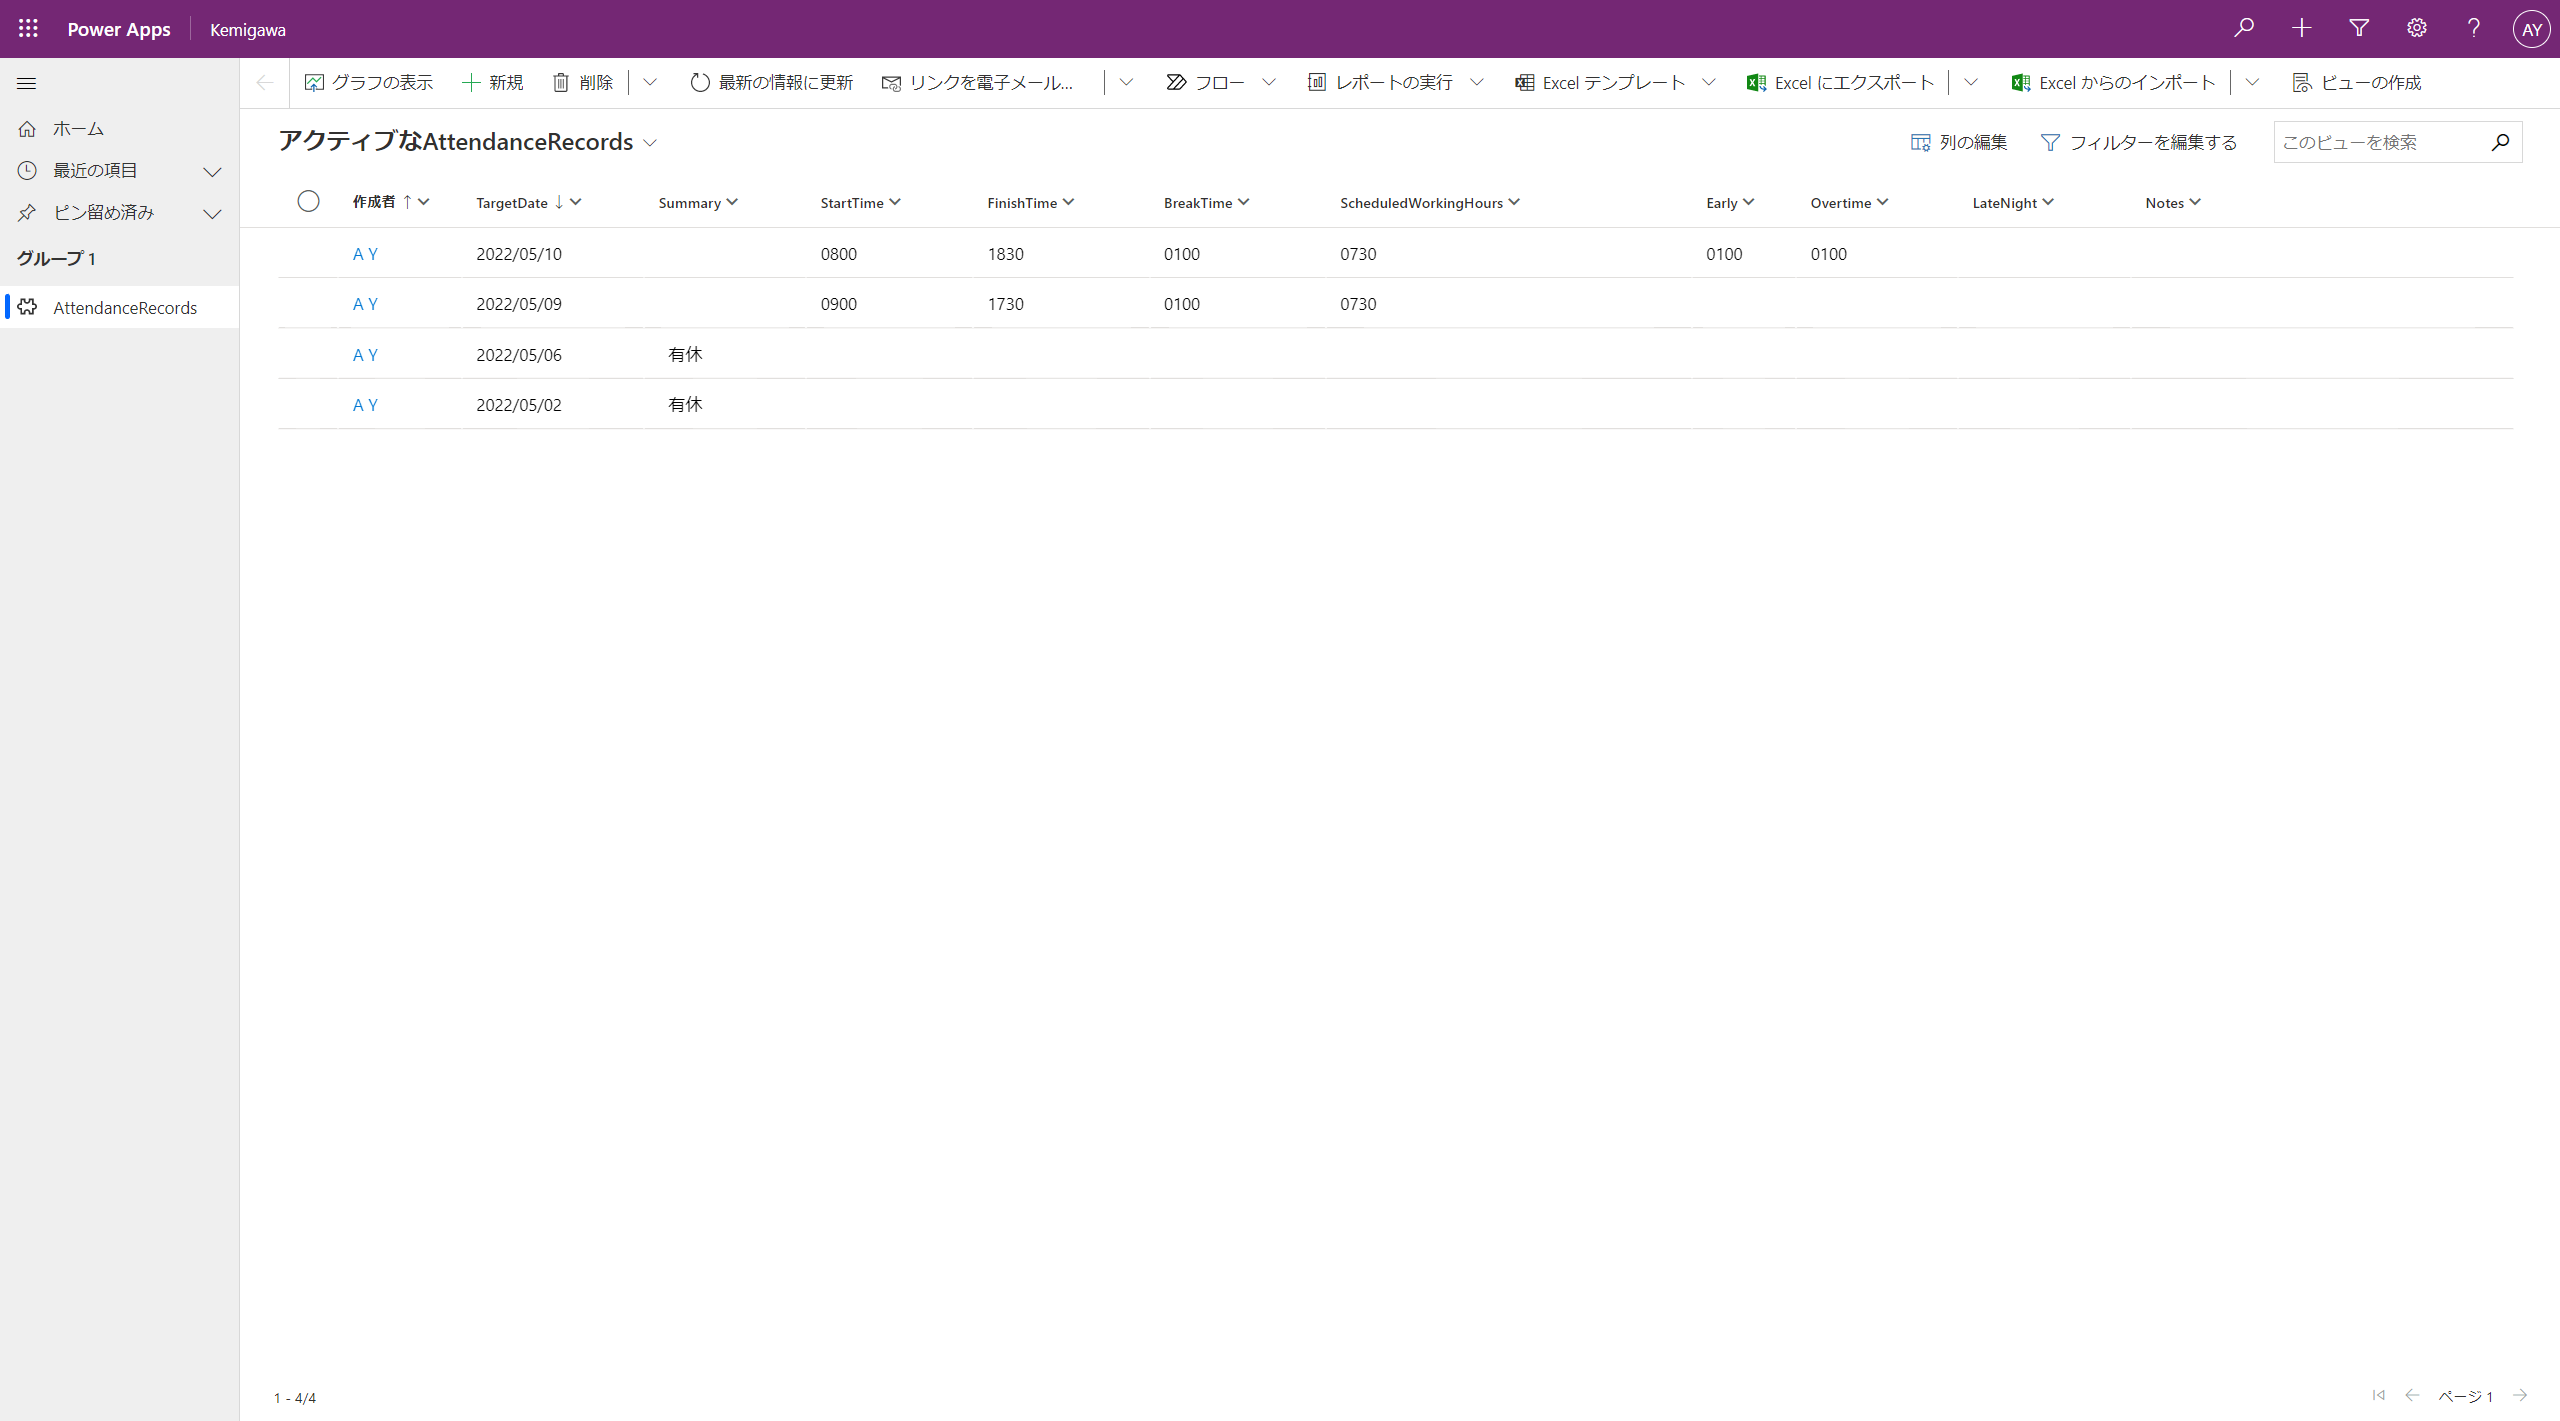 Power Apps Kemigawa AY
グラフの表示 新規 削除 最新の情報に更新 リンクを電子メール... フロー レポートの実行 Excel テンプレート Excel にエクスポート Excel からのインポート ビューの作成
ホーム
最近の項目
ピン留め済み
グループ 1
AttendanceRecords
アクティブなAttendanceRecords 列の編集 フィルターを編集する このビューを検索
作成者 ↑ TargetDate ↓ Summary StartTime FinishTime BreakTime ScheduledWorkingHours Early Overtime LateNight Notes
A Y 2022/05/10 0800 1830 0100 0730 0100 0100
A Y 2022/05/09 0900 1730 0100 0730
A Y 2022/05/06 有休
A Y 2022/05/02 有休
1 - 4/4 ページ 1